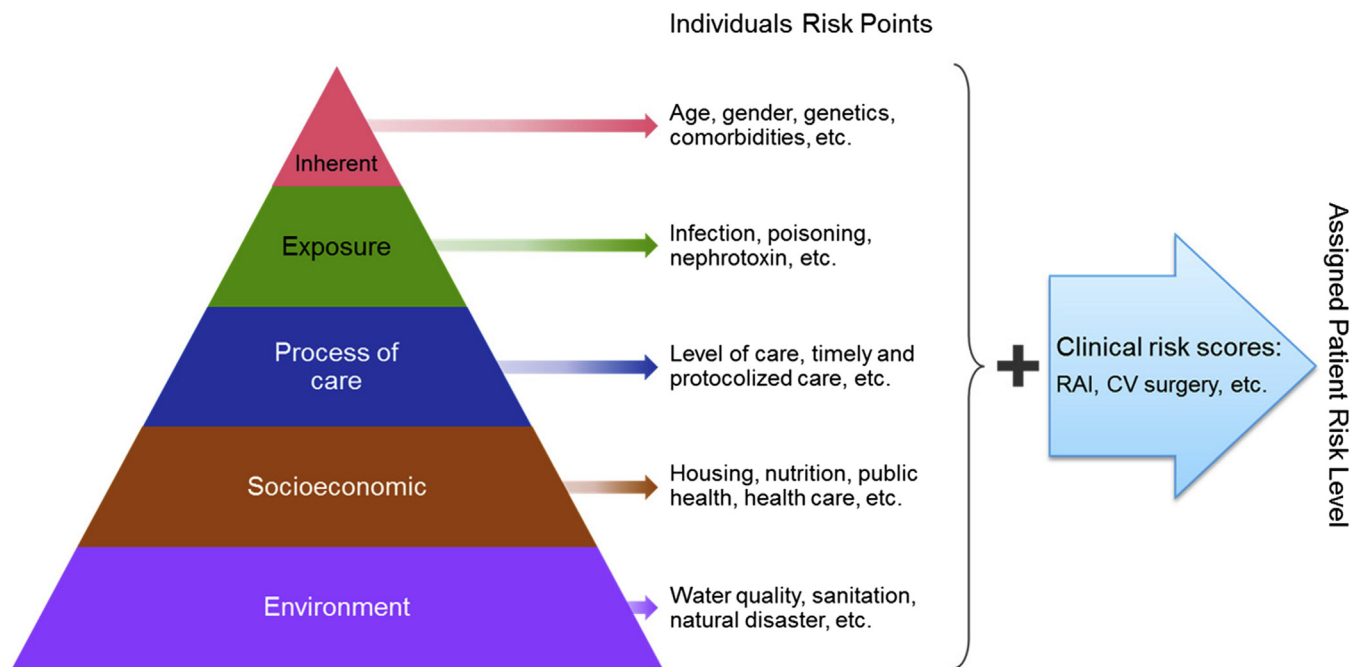 Individuals Risk Points
Inherent
Age, gender, genetics,
comorbidities, etc.
Exposure
Infection, poisoning,
nephrotoxin, etc.
Process of
care
Level of care, timely and
protocolized care, etc.
Socioeconomic
Housing, nutrition, public
health, health care, etc.
Environment
Water quality, sanitation,
natural disaster, etc.
+
Clinical risk scores:
RAI, CV surgery, etc.
Assigned Patient Risk Level